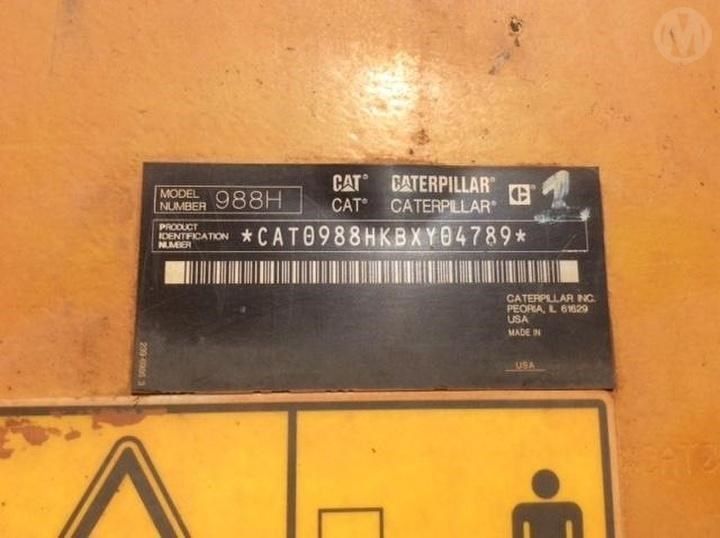 M
MODEL NUMBER 988H
CAT® CATERPILLAR® C
CAT® CATERPILLAR®
1
PRODUCT IDENTIFICATION NUMBER *CAT0988HKBXY04789*
CATERPILLAR INC.
PEORIA, IL 61629
USA
MADE IN
USA